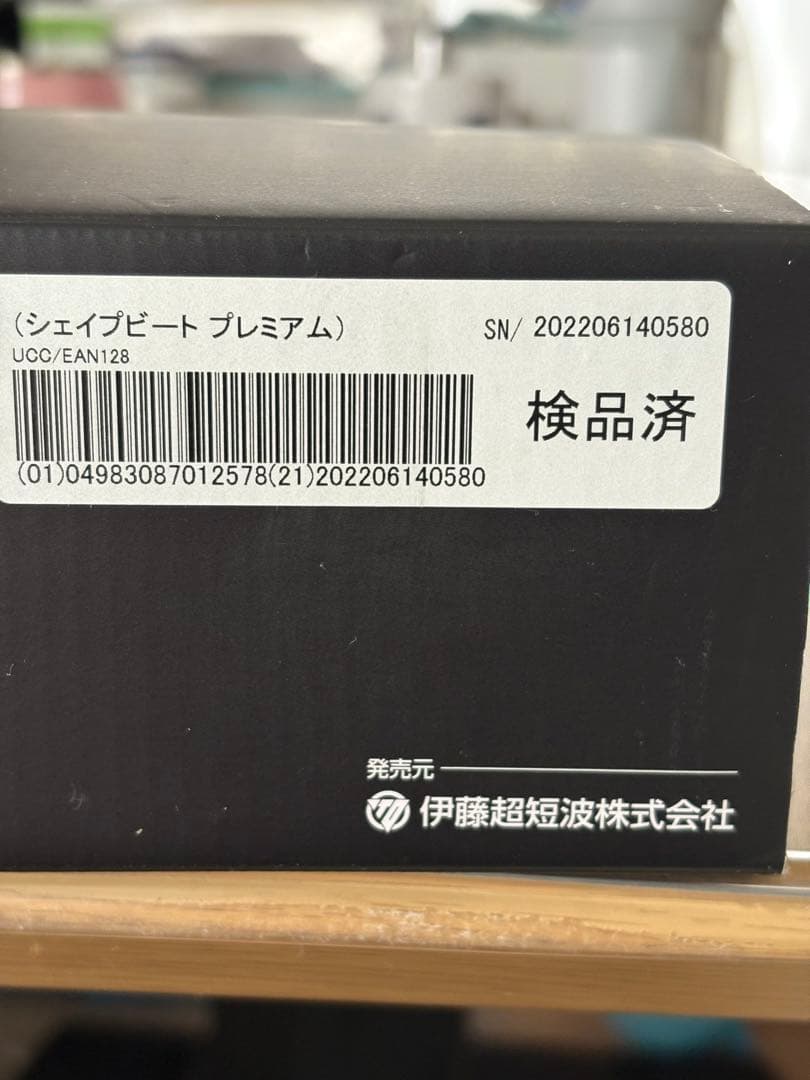 （シェイプビート プレミアム）
SN/ 202206140580
UCC/EAN128
検品済
(01)04983087012578(21)202206140580
発売元
伊藤超短波株式会社